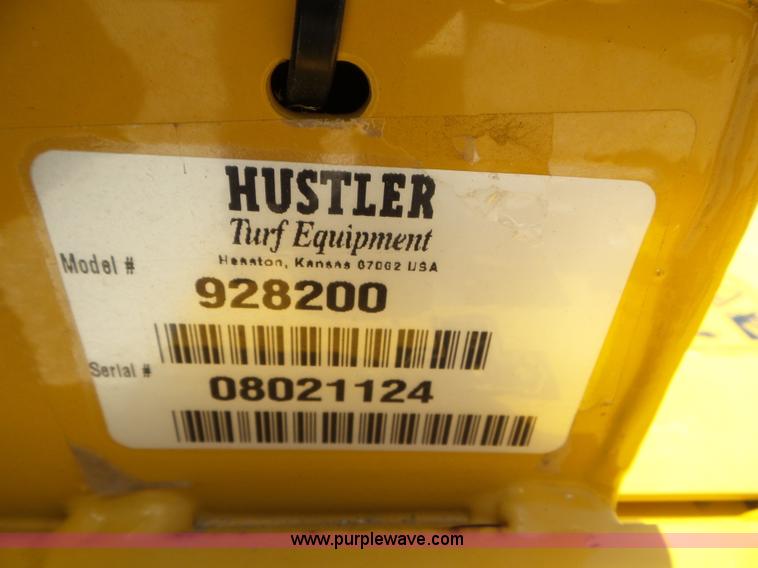 HUSTLER
Turf Equipment
Hesston, Kansas 67062 USA
Model #
928200
Serial #
08021124
www.purplewave.com